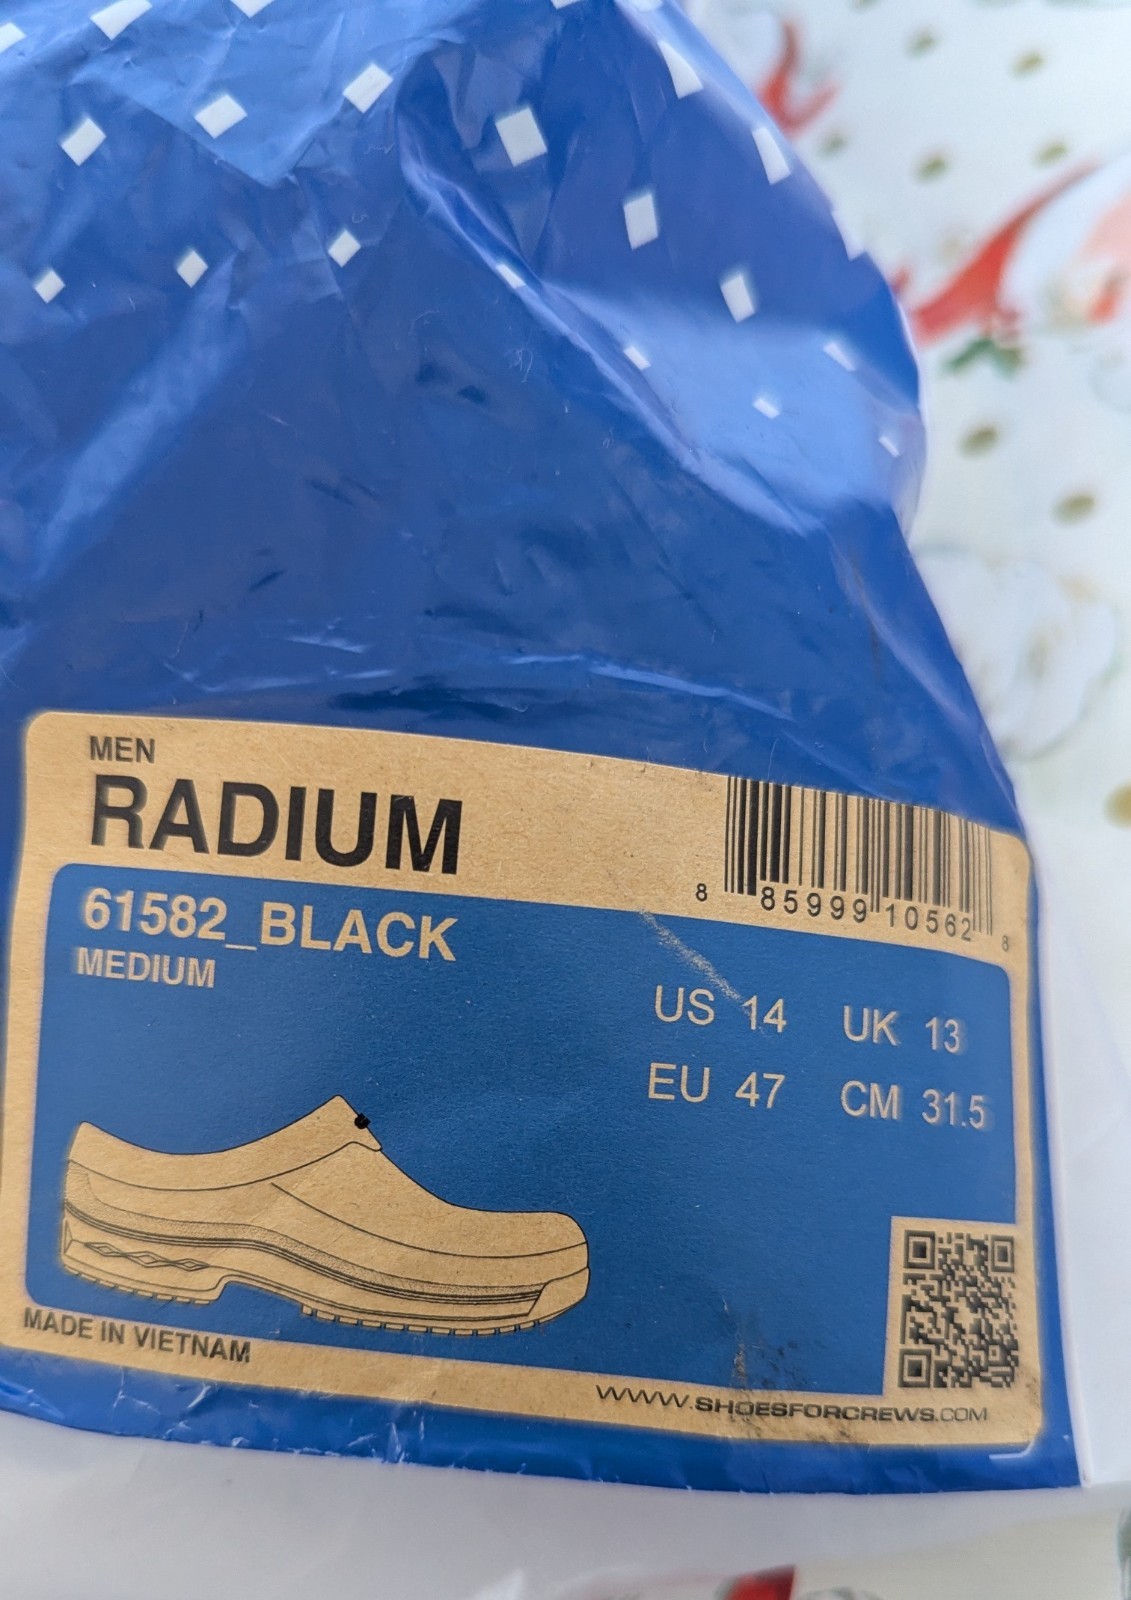 MEN
RADIUM
8 85999 10562 8
61582_BLACK
MEDIUM
US 14 UK 13
EU 47 CM 31.5
MADE IN VIETNAM
WWW.SHOESFORCREWS.COM